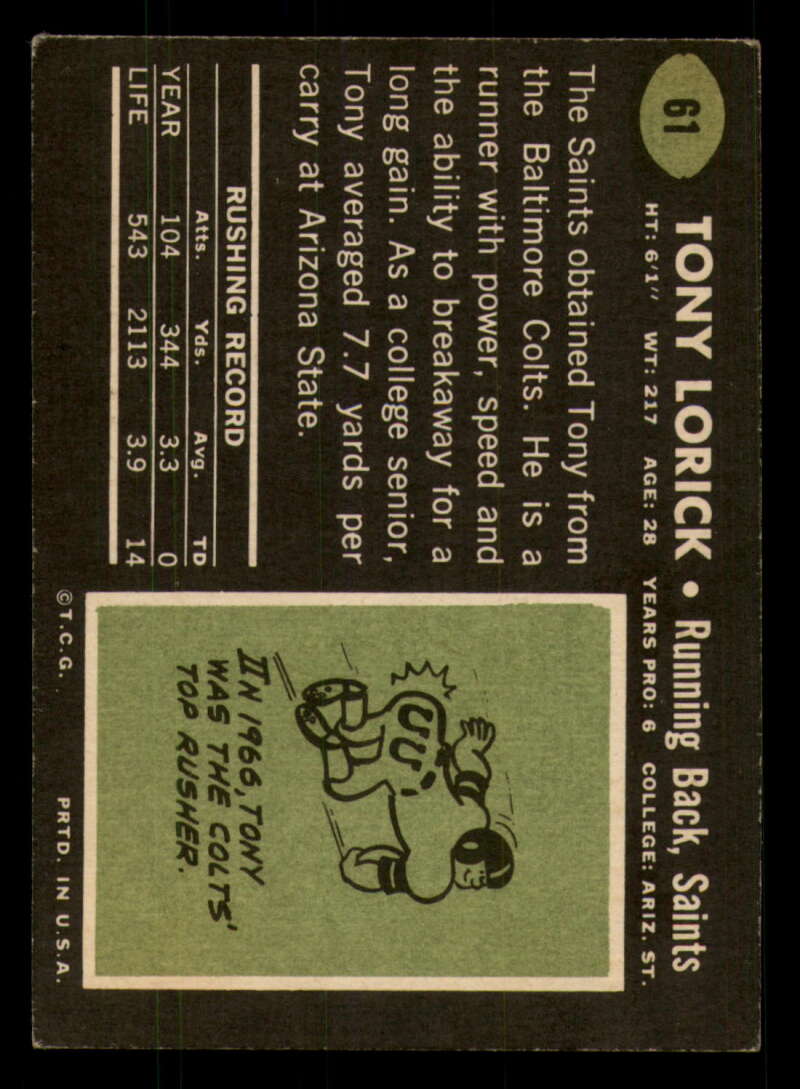 61
TONY LORICK • Running Back, Saints
HT: 6'1" WT: 217 AGE: 28 YEARS PRO: 6 COLLEGE: ARIZ. ST.
The Saints obtained Tony from
the Baltimore Colts. He is a
runner with power, speed and
the ability to breakaway for a
long gain. As a college senior,
Tony averaged 7.7 yards per
carry at Arizona State.
RUSHING RECORD
Atts. Yds. Avg. TD
YEAR 104 344 3.3 0
LIFE 543 2113 3.9 14
IN 1966, TONY
WAS THE COLTS'
TOP RUSHER.
©T.C.G. PRTD. IN U.S.A.